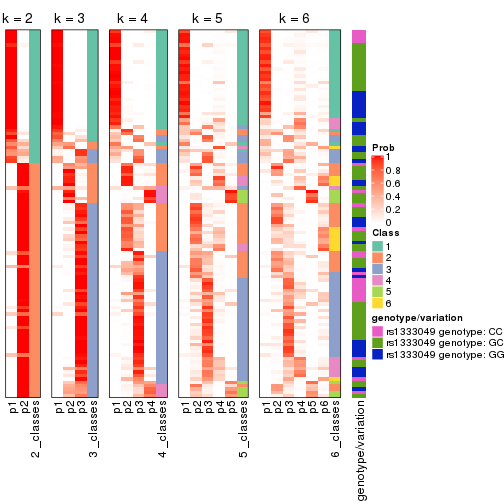 k = 2 k = 3 k = 4 k = 5 k = 6
Prob
1
0.8
0.6
0.4
0.2
0
Class
1
2
3
4
5
6
genotype/variation
rs1333049 genotype: CC
rs1333049 genotype: GC
rs1333049 genotype: GG
p1 p2 2_classes p1 p2 p3 3_classes p1 p2 p3 p4 4_classes p1 p2 p3 p4 p5 5_classes p1 p2 p3 p4 p5 p6 6_classes genotype/variation